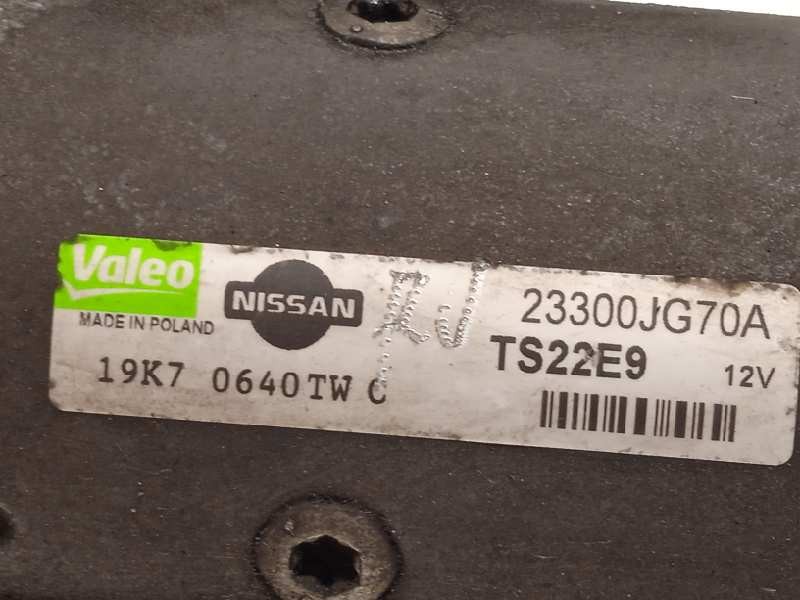 Valeo
MADE IN POLAND
NISSAN
23300JG70A
TS22E9
12V
19K7 0640TW C